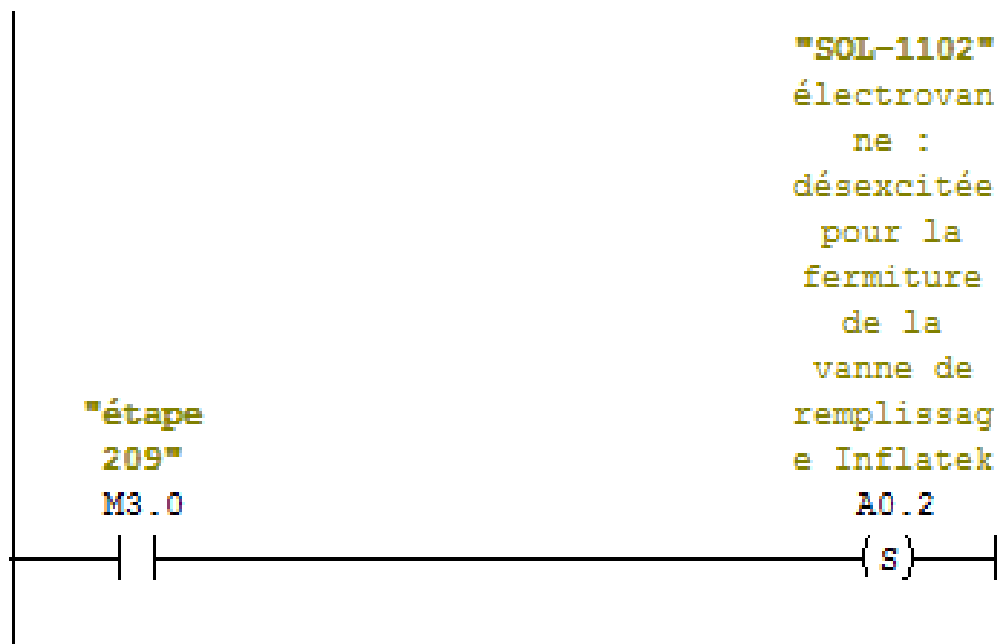 "SOL-1102"
électrovan
ne :
désexcitée
pour la
fermiture
de la
vanne de
remplissag
e Inflatek
A0.2
(S)
"étape
209"
M3.0